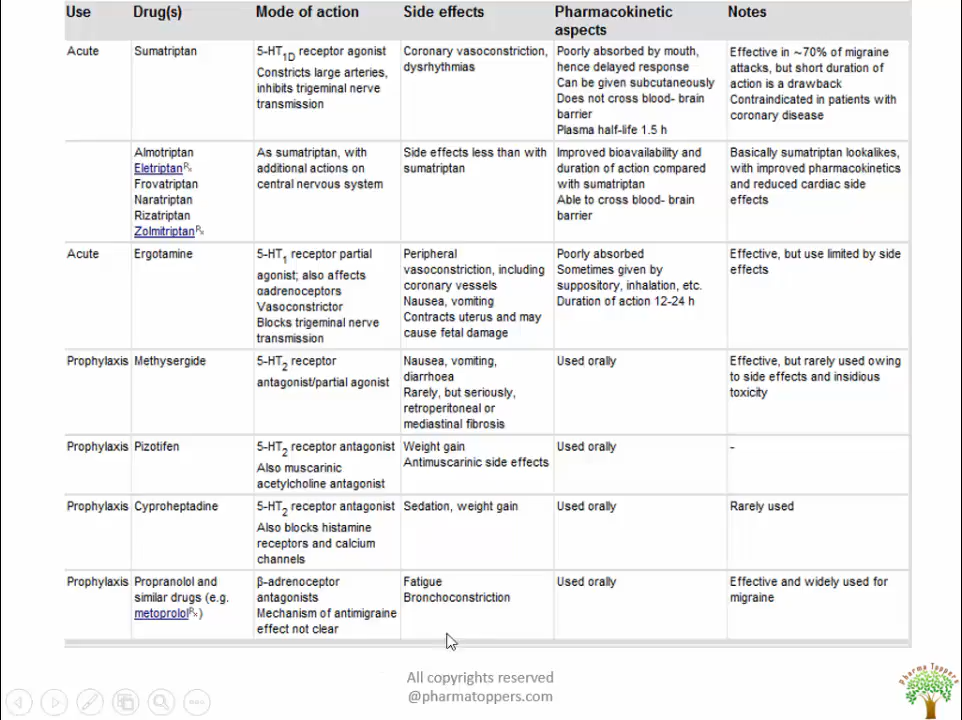 Use Drug(s) Mode of action Side effects Pharmacokinetic aspects Notes
Acute Sumatriptan
5-HT1D receptor agonist
Constricts large arteries,
inhibits trigeminal nerve
transmission
Coronary vasoconstriction,
dysrhythmias
Poorly absorbed by mouth,
hence delayed response
Can be given subcutaneously
Does not cross blood- brain
barrier
Plasma half-life 1.5 h
Effective in ~70% of migraine
attacks, but short duration of
action is a drawback
Contraindicated in patients with
coronary disease
Almotriptan
Eletriptan℞
Frovatriptan
Naratriptan
Rizatriptan
Zolmitriptan℞
As sumatriptan, with
additional actions on
central nervous system
Side effects less than with
sumatriptan
Improved bioavailability and
duration of action compared
with sumatriptan
Able to cross blood- brain
barrier
Basically sumatriptan lookalikes,
with improved pharmacokinetics
and reduced cardiac side
effects
Acute Ergotamine
5-HT1 receptor partial
agonist; also affects
αadrenoceptors
Vasoconstrictor
Blocks trigeminal nerve
transmission
Peripheral
vasoconstriction, including
coronary vessels
Nausea, vomiting
Contracts uterus and may
cause fetal damage
Poorly absorbed
Sometimes given by
suppository, inhalation, etc.
Duration of action 12-24 h
Effective, but use limited by side
effects
Prophylaxis Methysergide
5-HT2 receptor
antagonist/partial agonist
Nausea, vomiting,
diarrhoea
Rarely, but seriously,
retroperitoneal or
mediastinal fibrosis
Used orally
Effective, but rarely used owing
to side effects and insidious
toxicity
Prophylaxis Pizotifen
5-HT2 receptor antagonist
Also muscarinic
acetylcholine antagonist
Weight gain
Antimuscarinic side effects
Used orally
-
Prophylaxis Cyproheptadine
5-HT2 receptor antagonist
Also blocks histamine
receptors and calcium
channels
Sedation, weight gain
Used orally
Rarely used
Prophylaxis Propranolol and
similar drugs (e.g.
metoprolol℞)
β-adrenoceptor
antagonists
Mechanism of antimigraine
effect not clear
Fatigue
Bronchoconstriction
Used orally
Effective and widely used for
migraine
All copyrights reserved
@pharmatoppers.com
Pharma Toppers